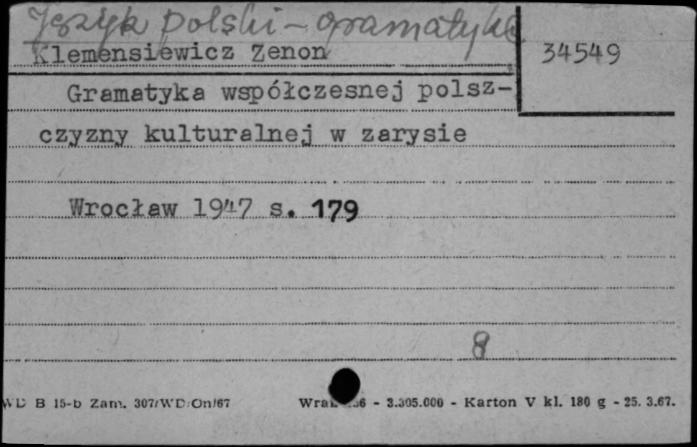 Język polski – gramatyka
Klemensiewicz Zenon
34549
Gramatyka współczesnej polsz-
czyzny kulturalnej w zarysie
Wrocław 1947 s. 179
8
WD B 15-b Zam. 307/WD/On/67
3.305.000 - Karton V kl. 180 g - 25. 3.67.